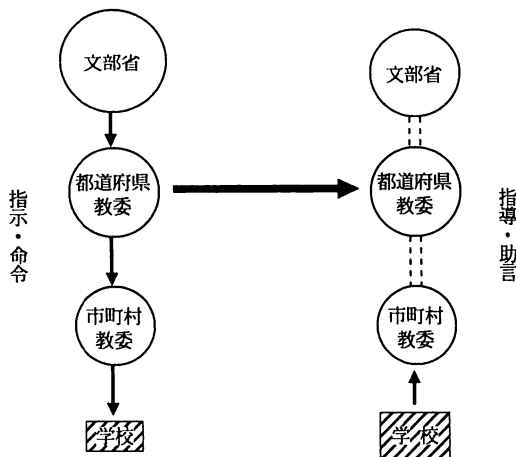 文部省
都道府県
教委
市町村
教委
学校
指示・命令
文部省
都道府県
教委
市町村
教委
学校
指導・助言